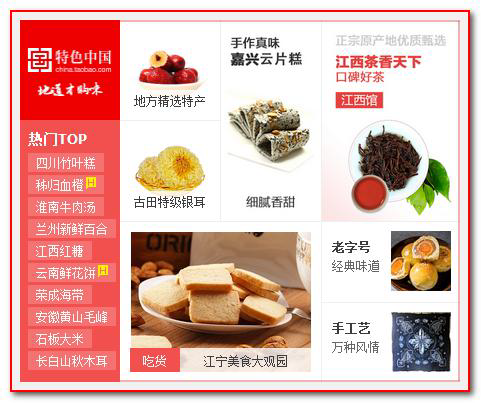 特色中国
china.taobao.com
地道才够味
热门TOP
四川竹叶糕
秭归血橙H
淮南牛肉汤
兰州新鲜百合
江西红糖
云南鲜花饼H
荣成海带
安徽黄山毛峰
石板大米
长白山秋木耳
地方精选特产
古田特级银耳
手作真味
嘉兴云片糕
细腻香甜
正宗原产地优质甄选
江西茶香天下
口碑好茶
江西馆
吃货
江宁美食大观园
老字号
经典味道
手工艺
万种风情